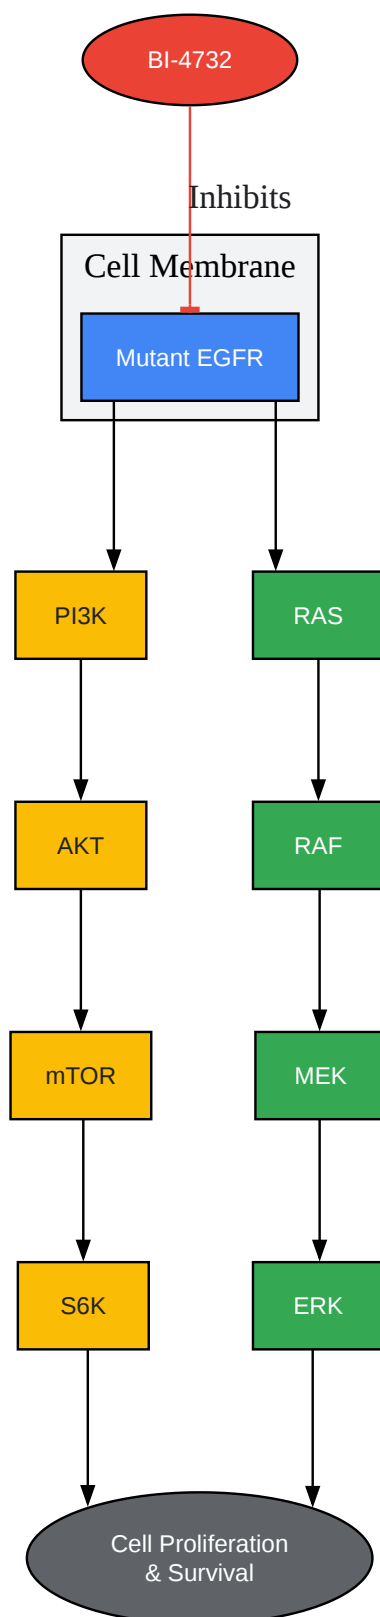 BI-4732
Inhibits
Cell Membrane
Mutant EGFR
PI3K
RAS
AKT
RAF
mTOR
MEK
S6K
ERK
Cell Proliferation
& Survival